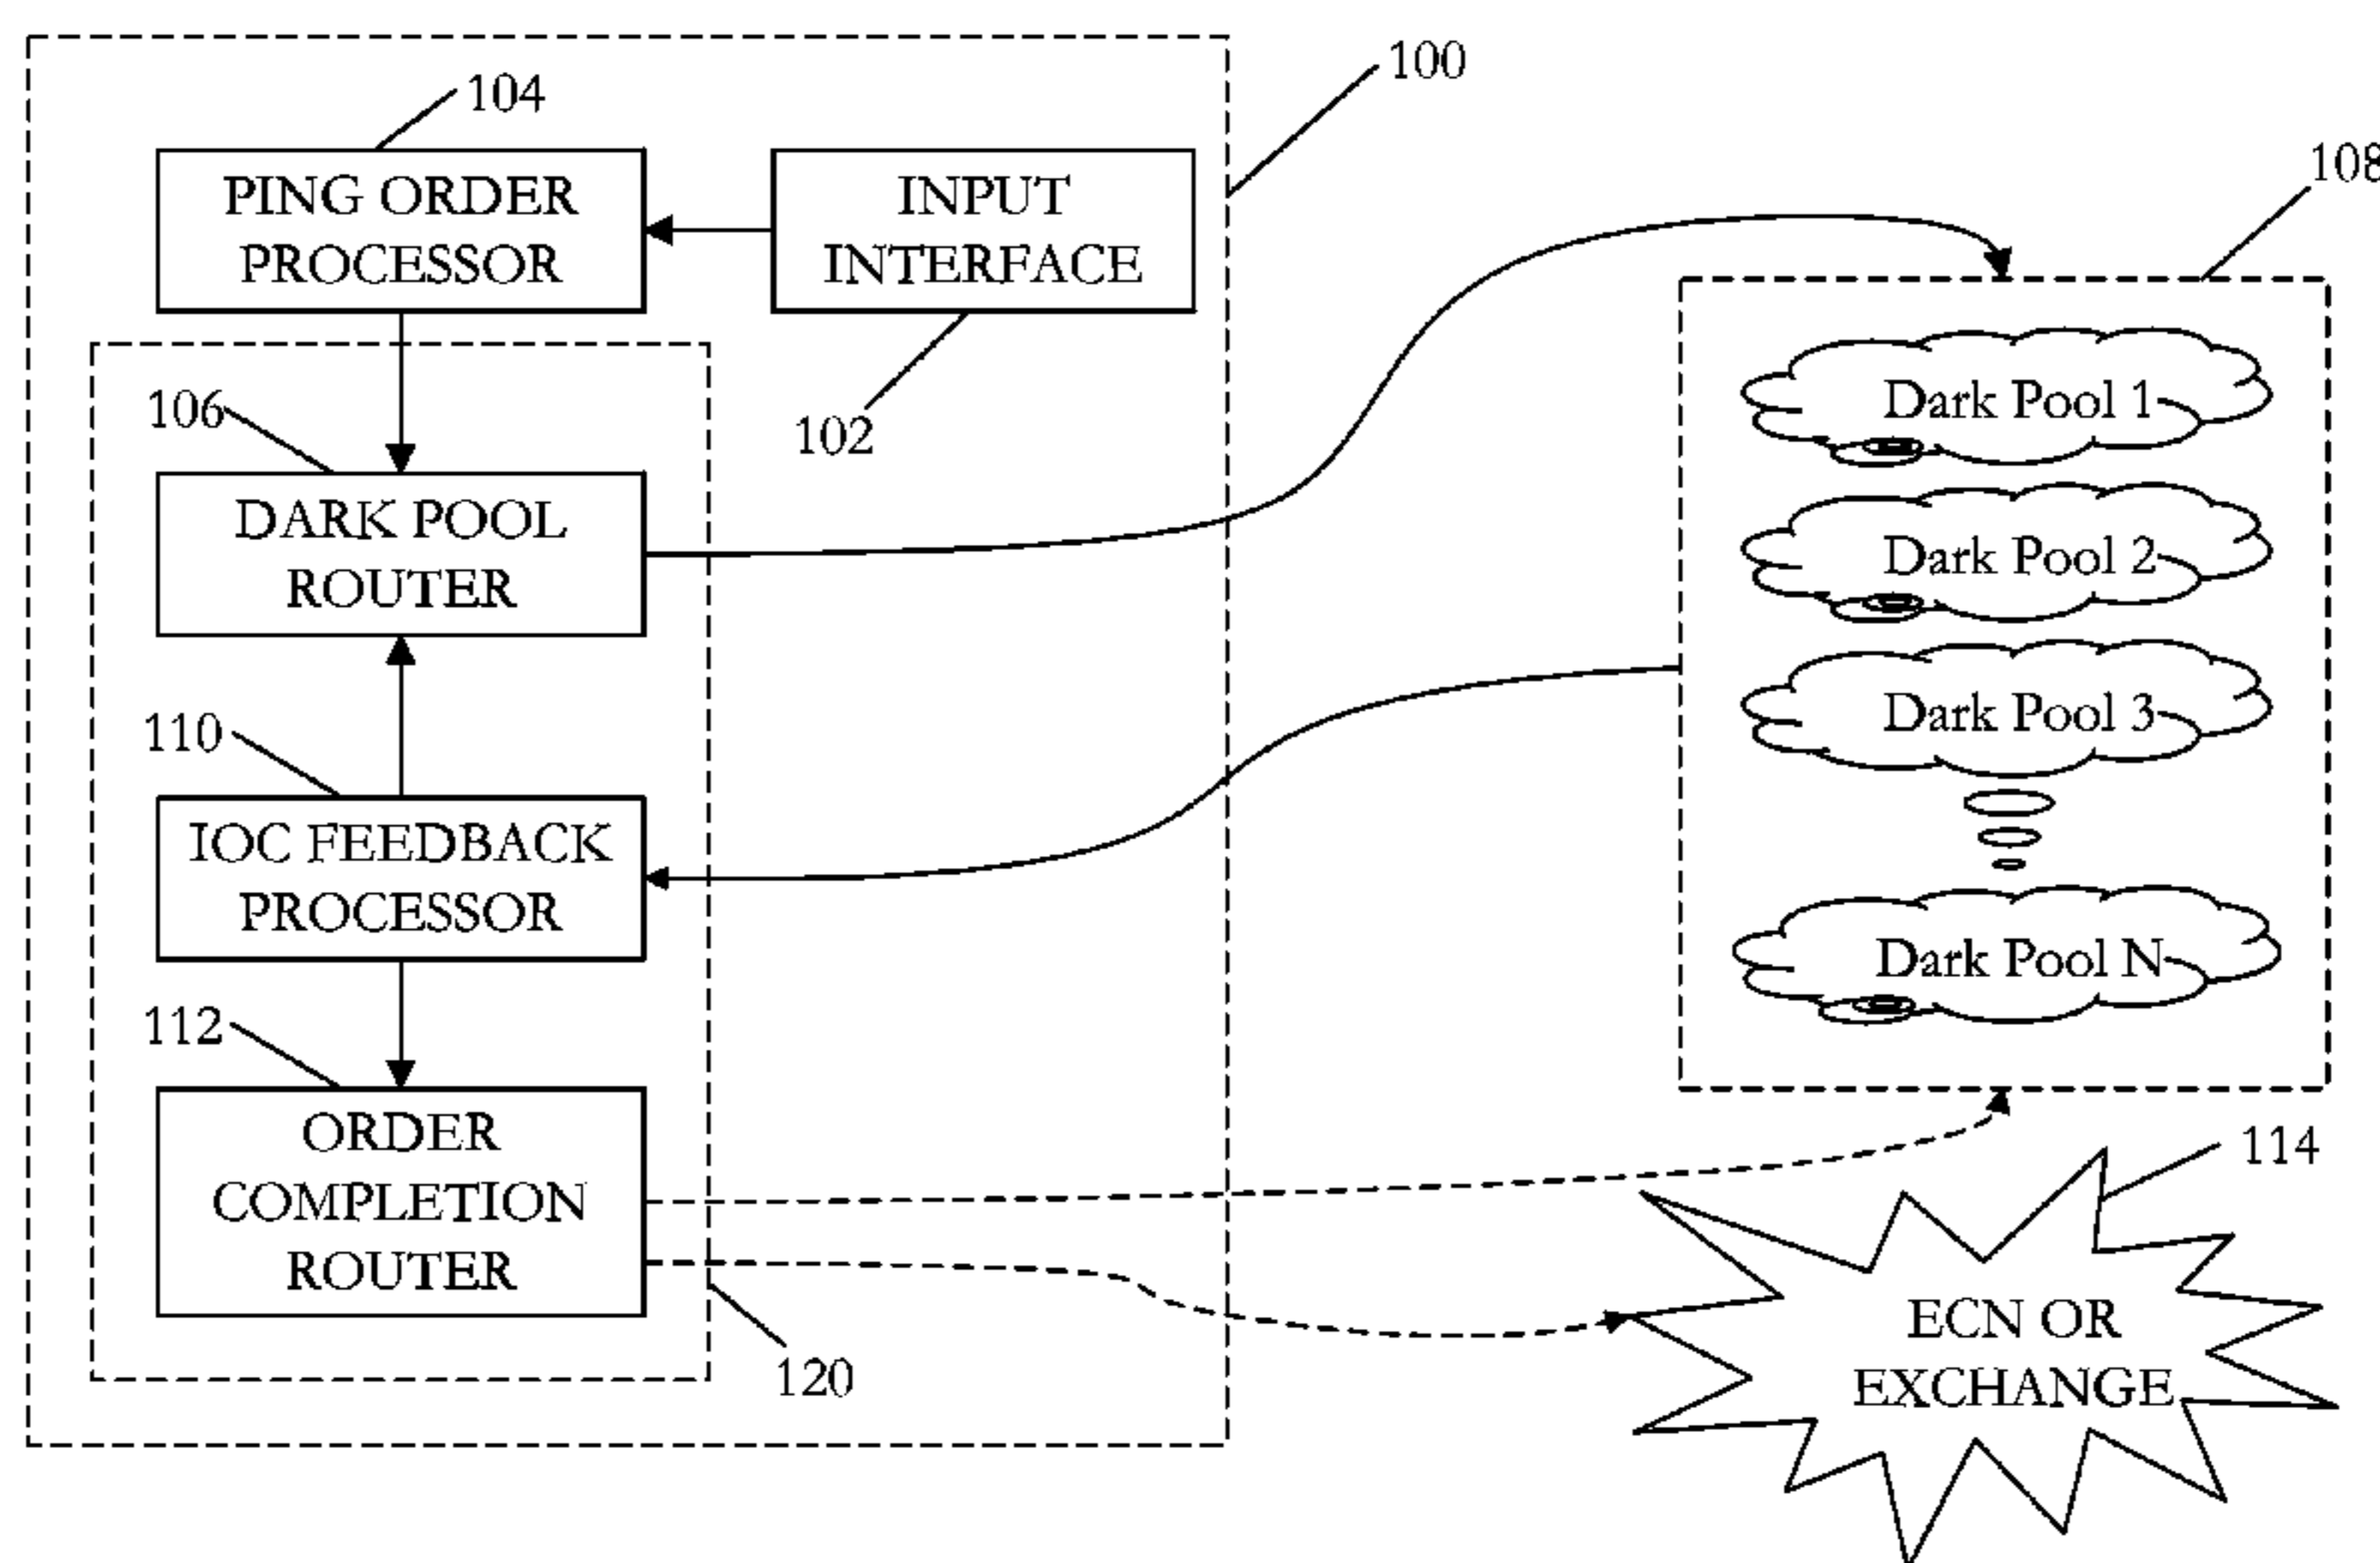 100
104
108
PING ORDER
PROCESSOR
INPUT
INTERFACE
106
102
DARK POOL
ROUTER
110
IOC FEEDBACK
PROCESSOR
112
ORDER
COMPLETION
ROUTER
120
Dark Pool 1
Dark Pool 2
Dark Pool 3
Dark Pool N
114
ECN OR
EXCHANGE